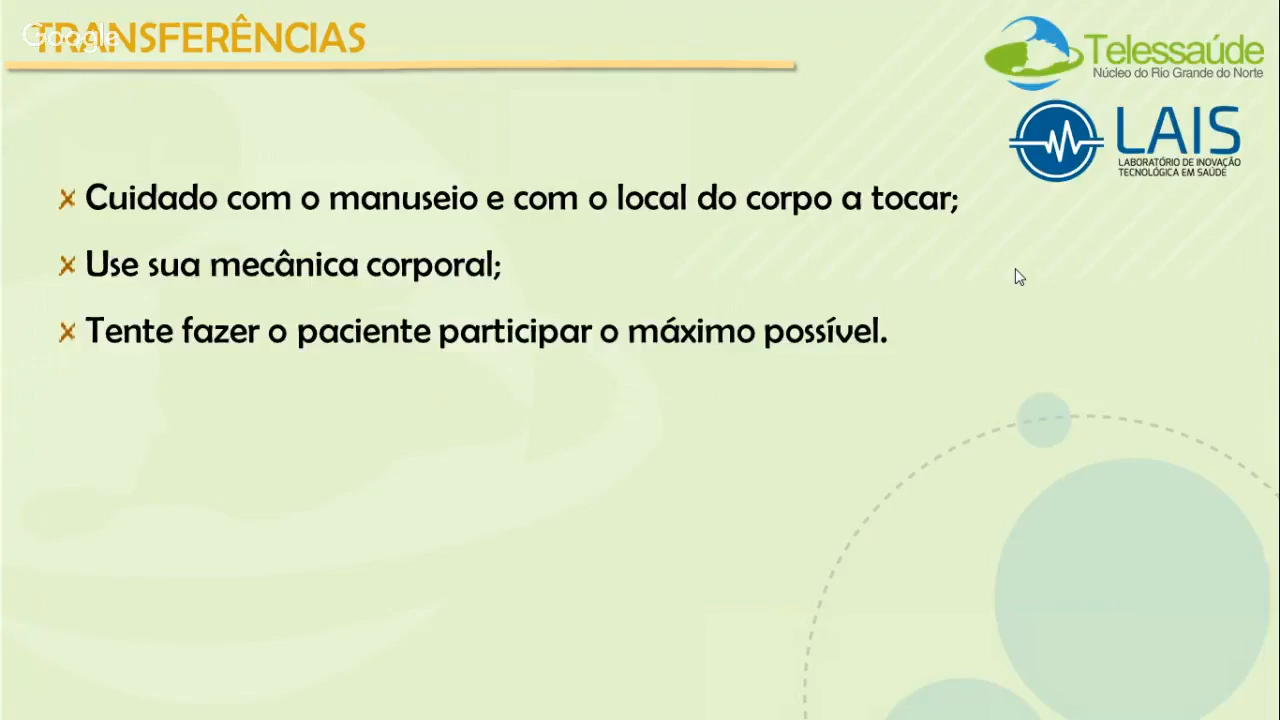 Google
TRANSFERÊNCIAS
Telessaúde
Núcleo do Rio Grande do Norte
LAIS
LABORATÓRIO DE INOVAÇÃO
TECNOLÓGICA EM SAÚDE
Cuidado com o manuseio e com o local do corpo a tocar;
Use sua mecânica corporal;
Tente fazer o paciente participar o máximo possível.